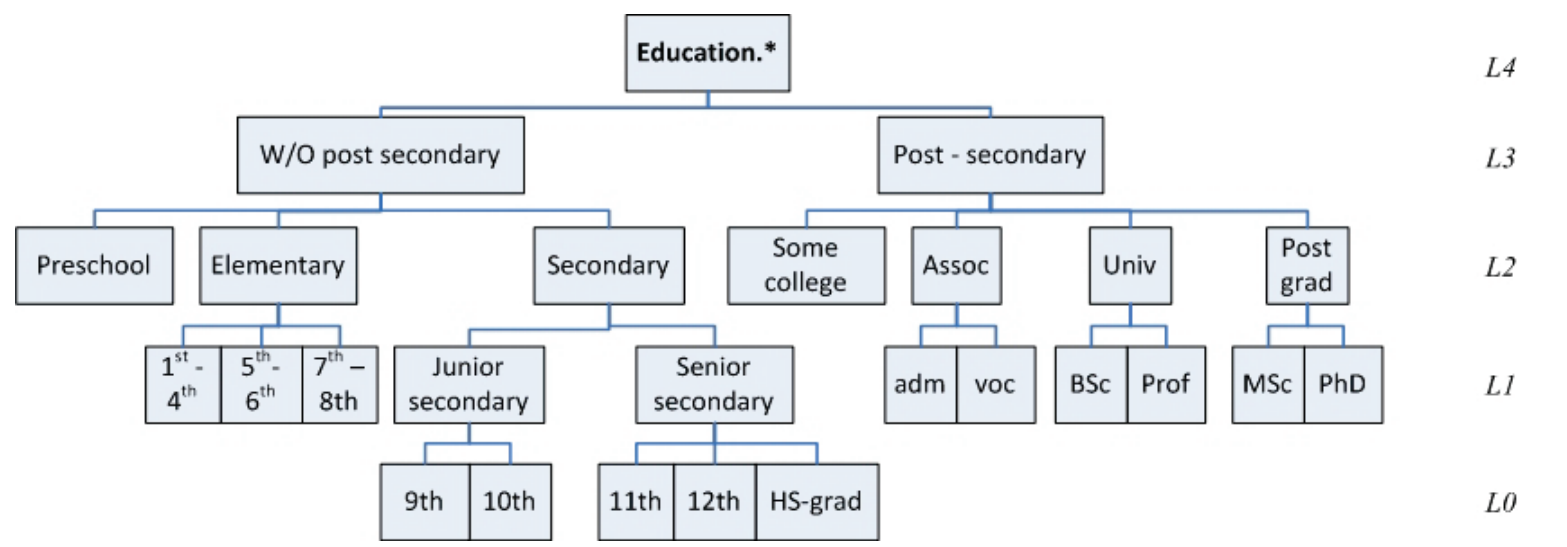 Education.*
L4
W/O post secondary
Post - secondary
L3
Preschool
Elementary
Secondary
Some
college
Assoc
Univ
Post
grad
L2
1st -
4th
5th-
6th
7th –
8th
Junior
secondary
Senior
secondary
adm
voc
BSc
Prof
MSc
PhD
L1
9th
10th
11th
12th
HS-grad
L0